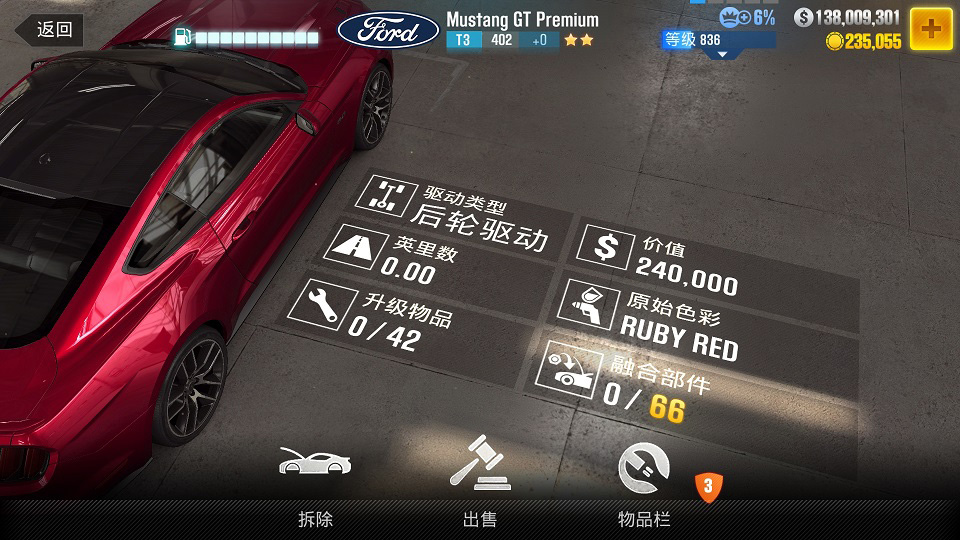 返回
Ford
Mustang GT Premium
T3 402 +0
6%
138,009,301
等级 836
235,055
驱动类型
后轮驱动
英里数
0.00
升级物品
0/42
价值
240,000
原始色彩
RUBY RED
融合部件
0/66
3
拆除
出售
物品栏